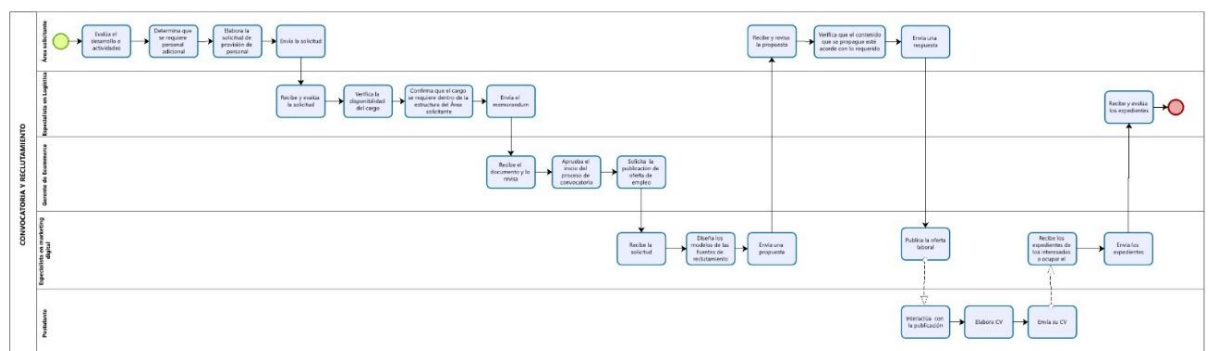 CONVOCATORIA Y RECLUTAMIENTO
Área solicitante
Evalúa el
desarrollo e
actividades
Determina que
se requiere
personal
adicional
Elabora la
solicitud de
provisión de
personal
Envía la solicitud
Recibe y revisa
la propuesta
Verifica que el contenido
que se propague esté
acorde con lo requerido
Envía una
respuesta
Especialista en Logística
Recibe y evalúa
la solicitud
Verifica la
disponibilidad
del cargo
Confirma que el cargo
se requiere dentro de la
estructura del Área
solicitante
Envía el
memorandum
Recibe y evalúa
los expedientes
Gerente de Ecommerce
Recibe el
documento y lo
revisa
Aprueba el
inicio del
proceso de
convocatoria
Solicita la
publicación de
oferta de
empleo
Especialista en marketing
digital
Recibe la
solicitud
Diseña los
modelos de las
fuentes de
reclutamiento
Envía una
propuesta
Publica la oferta
laboral
Recibe los
expedientes de
los interesados
a ocupar el
Envía los
expedientes
Postulante
Interactúa con
la publicación
Elabora CV
Envía su CV